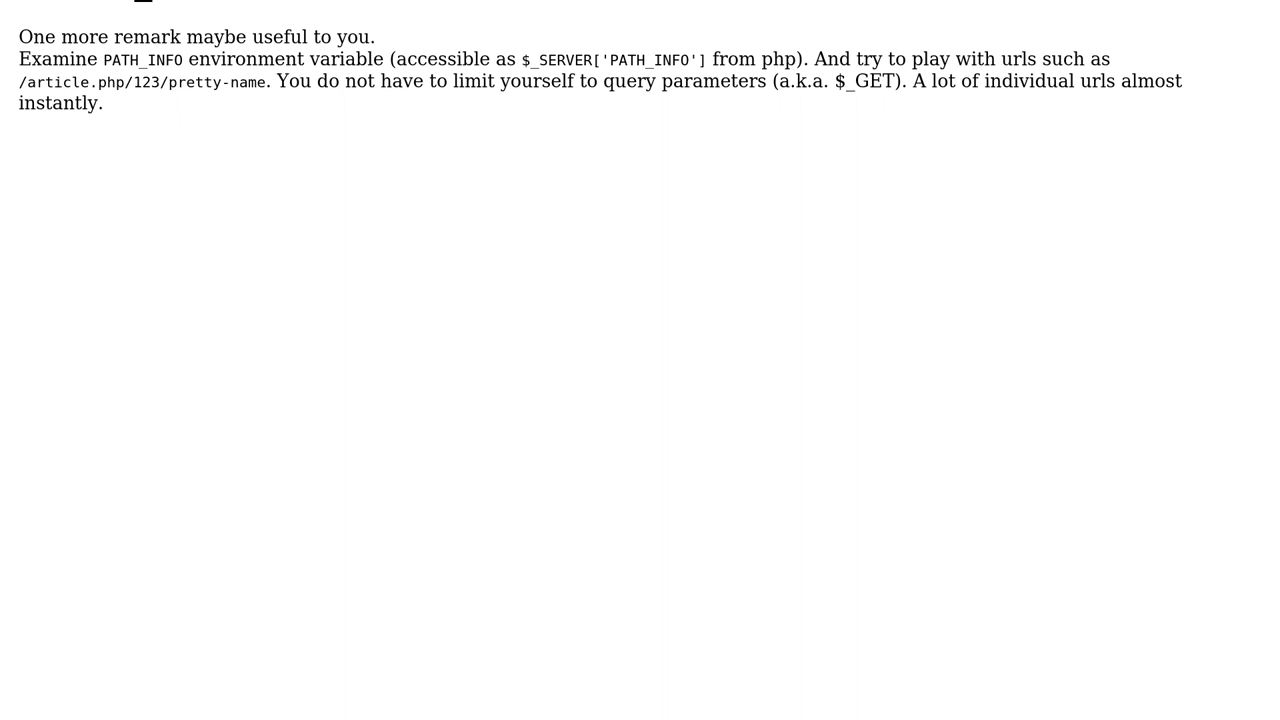 One more remark maybe useful to you.
Examine PATH_INFO environment variable (accessible as $_SERVER['PATH_INFO'] from php). And try to play with urls such as
/article.php/123/pretty-name. You do not have to limit yourself to query parameters (a.k.a. $_GET). A lot of individual urls almost
instantly.